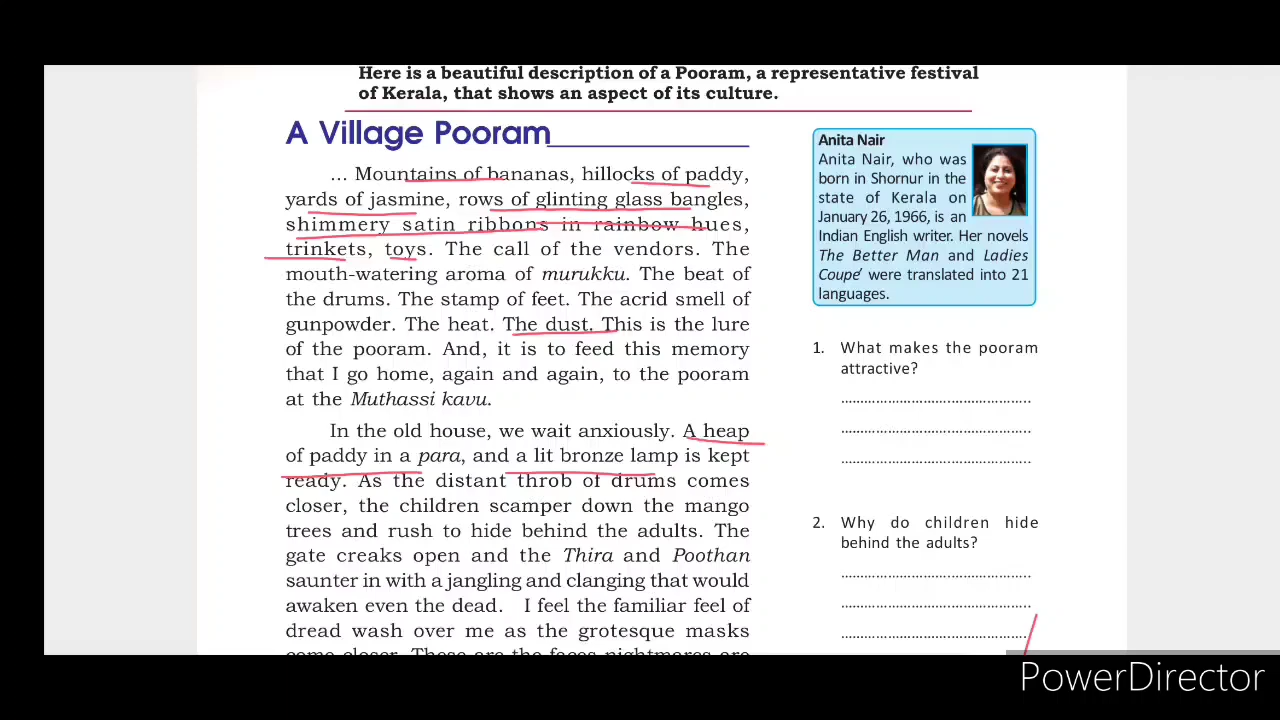 Here is a beautiful description of a Pooram, a representative festival
of Kerala, that shows an aspect of its culture.
A Village Pooram
... Mountains of bananas, hillocks of paddy,
yards of jasmine, rows of glinting glass bangles,
shimmery satin ribbons in rainbow hues,
trinkets, toys. The call of the vendors. The
mouth-watering aroma of murukku. The beat of
the drums. The stamp of feet. The acrid smell of
gunpowder. The heat. The dust. This is the lure
of the pooram. And, it is to feed this memory
that I go home, again and again, to the pooram
at the Muthassi kavu.
In the old house, we wait anxiously. A heap
of paddy in a para, and a lit bronze lamp is kept
ready. As the distant throb of drums comes
closer, the children scamper down the mango
trees and rush to hide behind the adults. The
gate creaks open and the Thira and Poothan
saunter in with a jangling and clanging that would
awaken even the dead. I feel the familiar feel of
dread wash over me as the grotesque masks
come closer. These are the faces nightmares are
Anita Nair
Anita Nair, who was
born in Shornur in the
state of Kerala on
January 26, 1966, is an
Indian English writer. Her novels
The Better Man and Ladies
Coupe' were translated into 21
languages.
1. What makes the pooram
attractive?
2. Why do children hide
behind the adults?
PowerDirector